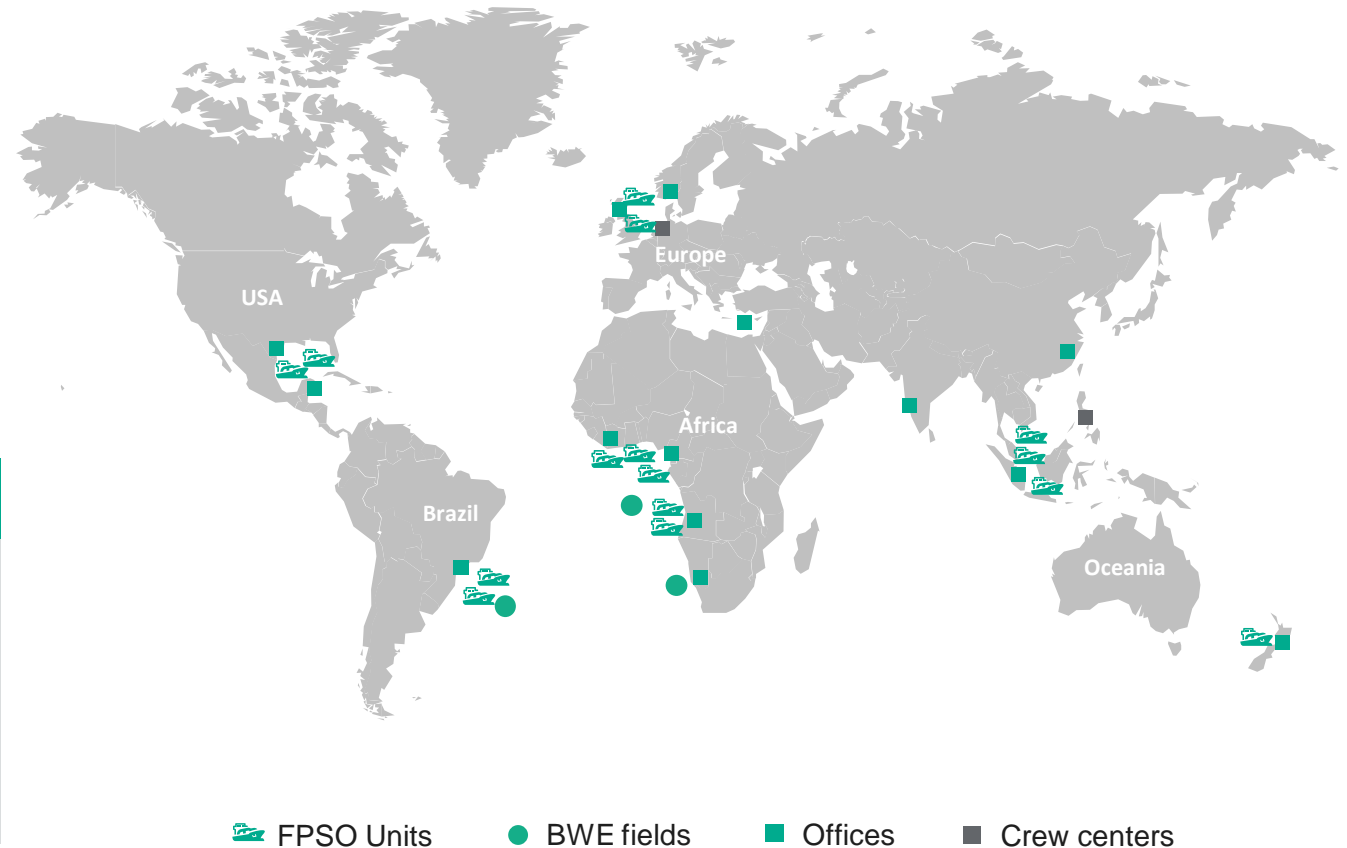 Europe
USA
Africa
Brazil
Oceania
FPSO Units
BWE fields
Offices
Crew centers